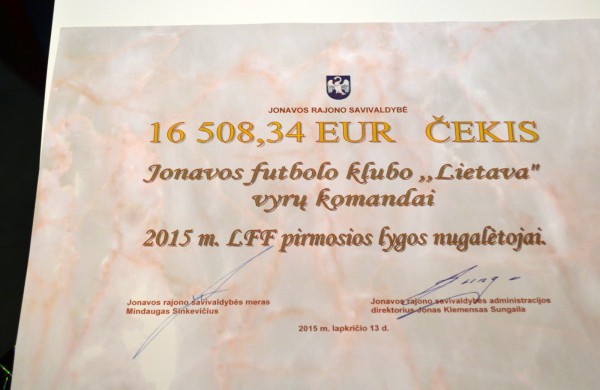 JONAVOS RAJONO SAVIVALDYBĖ
16 508,34 EUR ČEKIS
Jonavos futbolo klubo ,,Lietava"
vyrų komandai
2015 m. LFF pirmosios lygos nugalėtojai.
Jonavos rajono savivaldybės meras
Mindaugas Sinkevičius
Jonavos rajono savivaldybės administracijos
direktorius Jonas Klemensas Sungaila
2015 m. lapkričio 13 d.